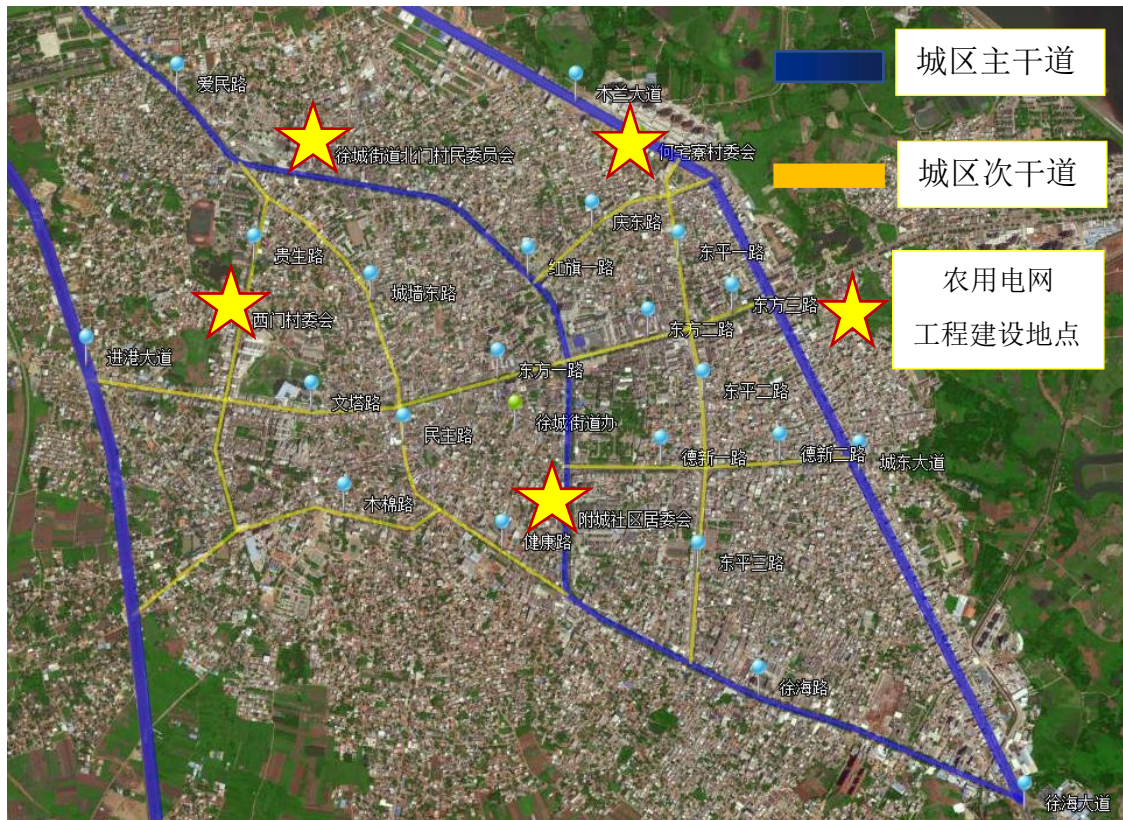 城区主干道
爱民路
木兰大道
徐城街道北门村民委员会
何宅寮村委会
城区次干道
庆东路
贵生路
东平一路
红旗一路
城墙东路
农用电网
工程建设地点
东方三路
西门村委会
东方二路
进港大道
东方一路
东平二路
文塔路
徐城街道办
民主路
德新一路
德新二路
城东大道
木棉路
附城社区居委会
健康路
东平三路
徐海路
徐海大道